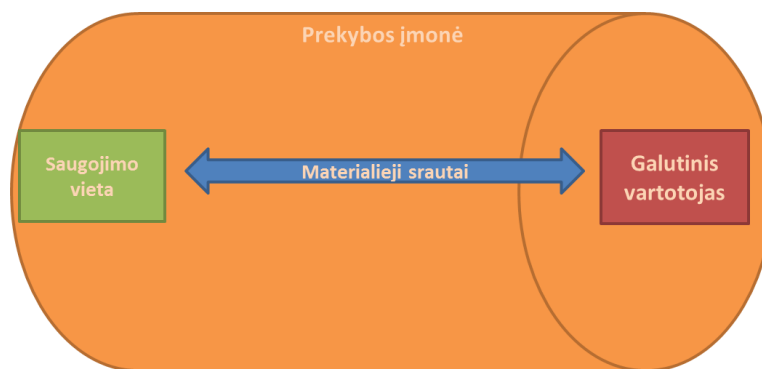 Prekybos įmonė
Saugojimo
vieta
Materialieji srautai
Galutinis
vartotojas